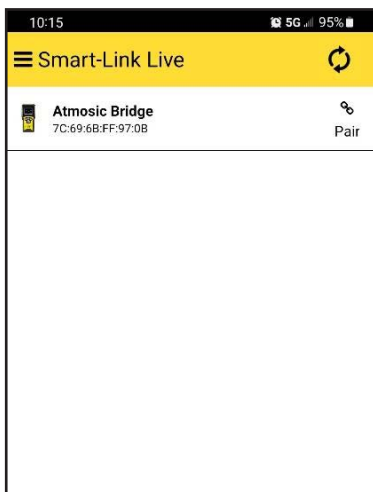 10:15 5G 95%
Smart-Link Live
Atmosic Bridge
7C:69:6B:FF:97:0B
Pair